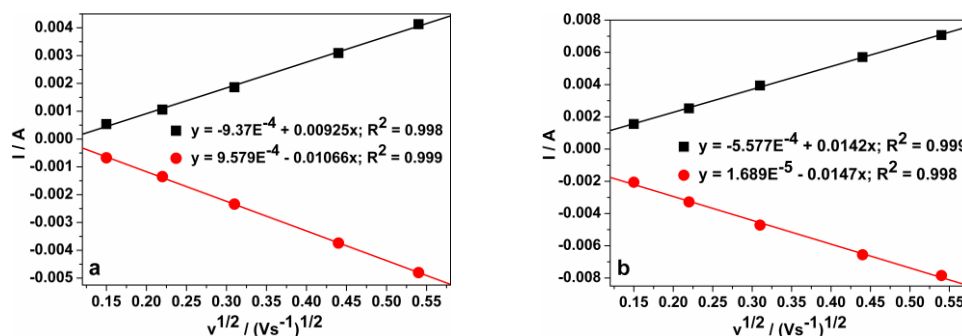 0.004
0.003
0.002
0.001
0.000
-0.001
-0.002
-0.003
-0.004
-0.005
I / A
y = -9.37E-4 + 0.00925x; R2 = 0.998
y = 9.579E-4 - 0.01066x; R2 = 0.999
a
0.15 0.20 0.25 0.30 0.35 0.40 0.45 0.50 0.55
v1/2 / (Vs-1)1/2
0.008
0.006
0.004
0.002
0.000
-0.002
-0.004
-0.006
-0.008
I / A
y = -5.577E-4 + 0.0142x; R2 = 0.999
y = 1.689E-5 - 0.0147x; R2 = 0.998
b
0.15 0.20 0.25 0.30 0.35 0.40 0.45 0.50 0.55
v1/2 / (Vs-1)1/2